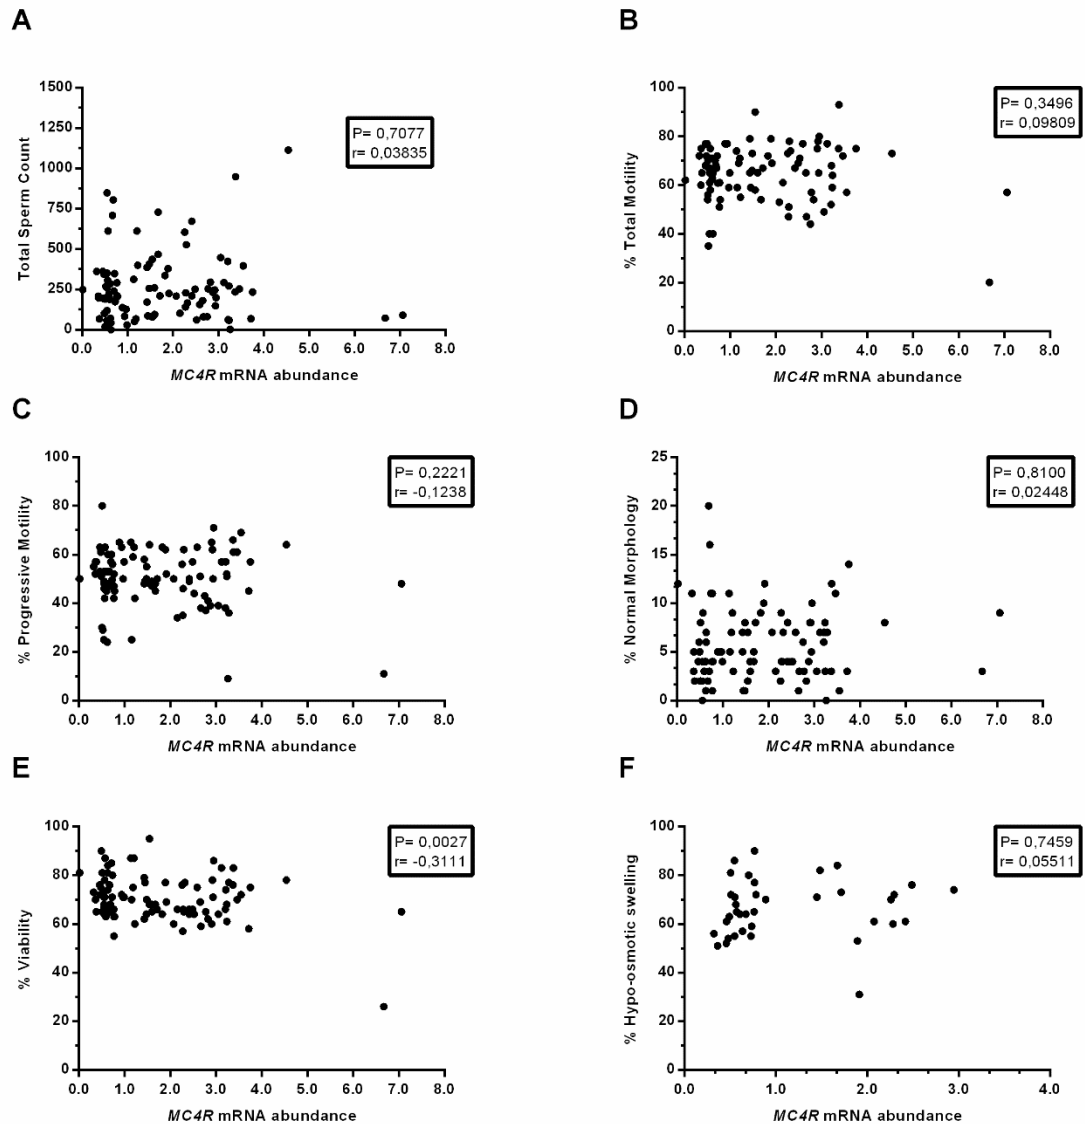 A
1500
1250
1000
750
500
250
0
Total Sperm Count
P= 0,7077
r= 0,03835
0.0 1.0 2.0 3.0 4.0 5.0 6.0 7.0 8.0
MC4R mRNA abundance
B
100
80
60
40
20
0
% Total Motility
P= 0,3496
r= 0,09809
0.0 1.0 2.0 3.0 4.0 5.0 6.0 7.0 8.0
MC4R mRNA abundance
C
100
80
60
40
20
0
% Progressive Motility
P= 0,2221
r= -0,1238
0.0 1.0 2.0 3.0 4.0 5.0 6.0 7.0 8.0
MC4R mRNA abundance
D
25
20
15
10
5
0
% Normal Morphology
P= 0,8100
r= 0,02448
0.0 1.0 2.0 3.0 4.0 5.0 6.0 7.0 8.0
MC4R mRNA abundance
E
100
80
60
40
20
0
% Viability
P= 0,0027
r= -0,3111
0.0 1.0 2.0 3.0 4.0 5.0 6.0 7.0 8.0
MC4R mRNA abundance
F
100
80
60
40
20
0
% Hypo-osmotic swelling
P= 0,7459
r= 0,05511
0.0 1.0 2.0 3.0 4.0
MC4R mRNA abundance